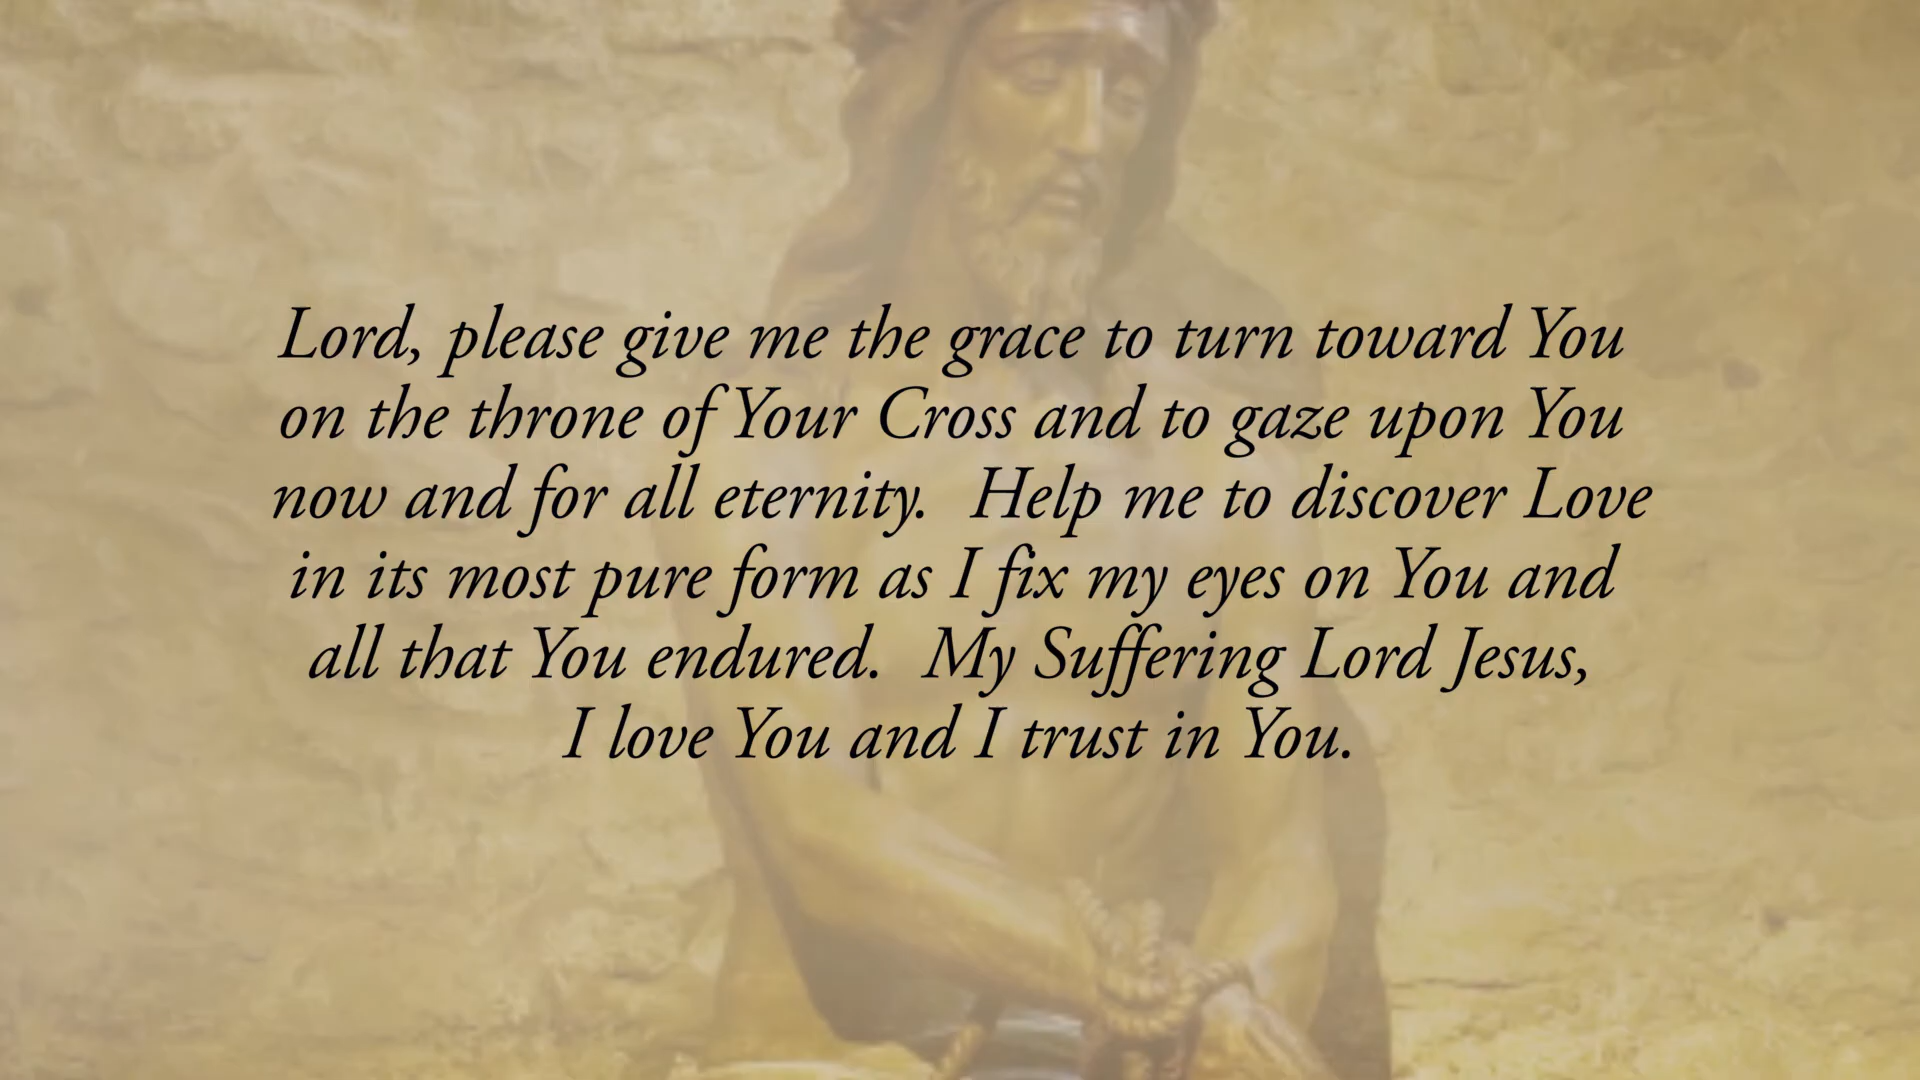 Lord, please give me the grace to turn toward You
on the throne of Your Cross and to gaze upon You
now and for all eternity.  Help me to discover Love
in its most pure form as I fix my eyes on You and
all that You endured.  My Suffering Lord Jesus,
I love You and I trust in You.